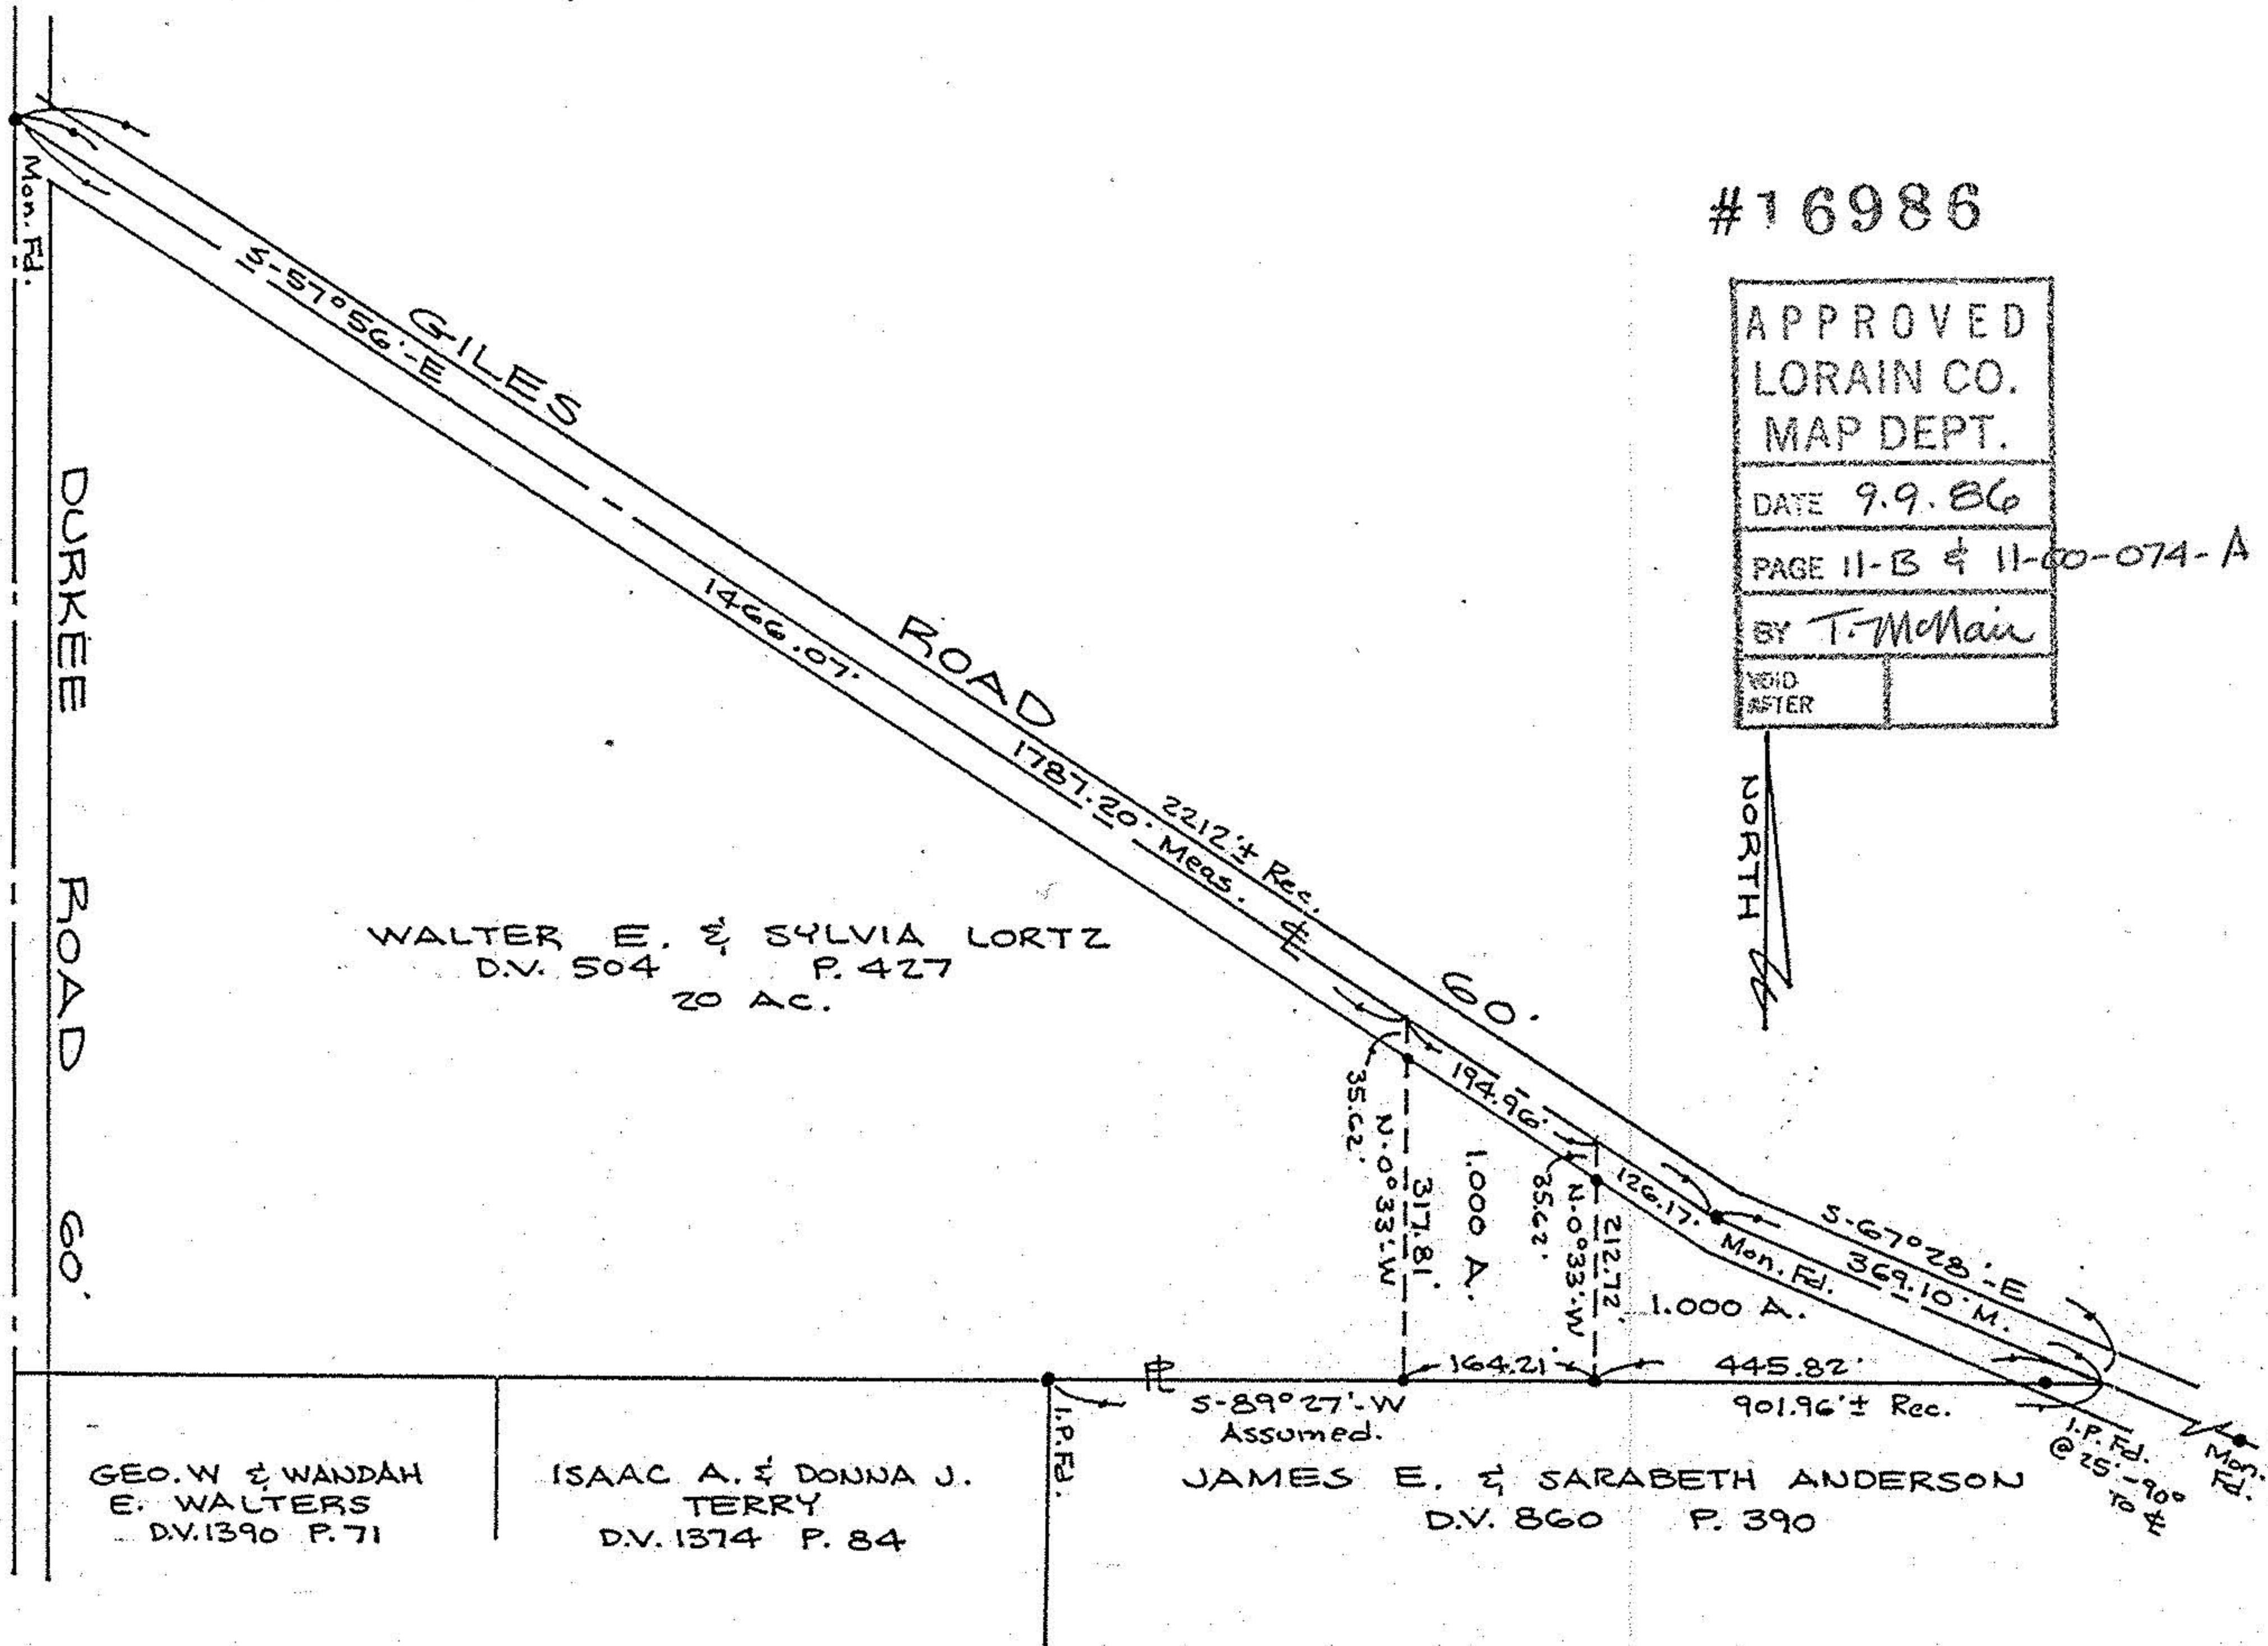 #16986
APPROVED
LORAIN CO.
MAP DEPT.
DATE 9.9.86
PAGE 11-B & 11-00-074-A
BY T. McNair
VOID
AFTER
NORTH
Mon. Fd.
S-57°56'-E
GILES
ROAD
60'
1466.07'
1787.20' Meas. ℄
2212'± Rec.
DURKEE ROAD 60'
WALTER E. & SYLVIA LORTZ
D.V. 504 P. 427
20 AC.
35.62'
194.96'
N-0°33'-W
317.81'
1.000 A.
35.62'
N-0°33'-W
212.72'
126.17'
Mon. Fd.
S-67°28'-E
369.10' M.
1.000 A.
164.21'
445.82'
℄
S-89°27'-W
Assumed.
901.96'± Rec.
I.P. Fd.
I.P. Fd.
@ 25'-90°
To ℄
Mon.
Fd.
GEO. W & WANDAH
E. WALTERS
D.V. 1390 P. 71
ISAAC A. & DONNA J.
TERRY
D.V. 1374 P. 84
JAMES E. & SARABETH ANDERSON
D.V. 860 P. 390